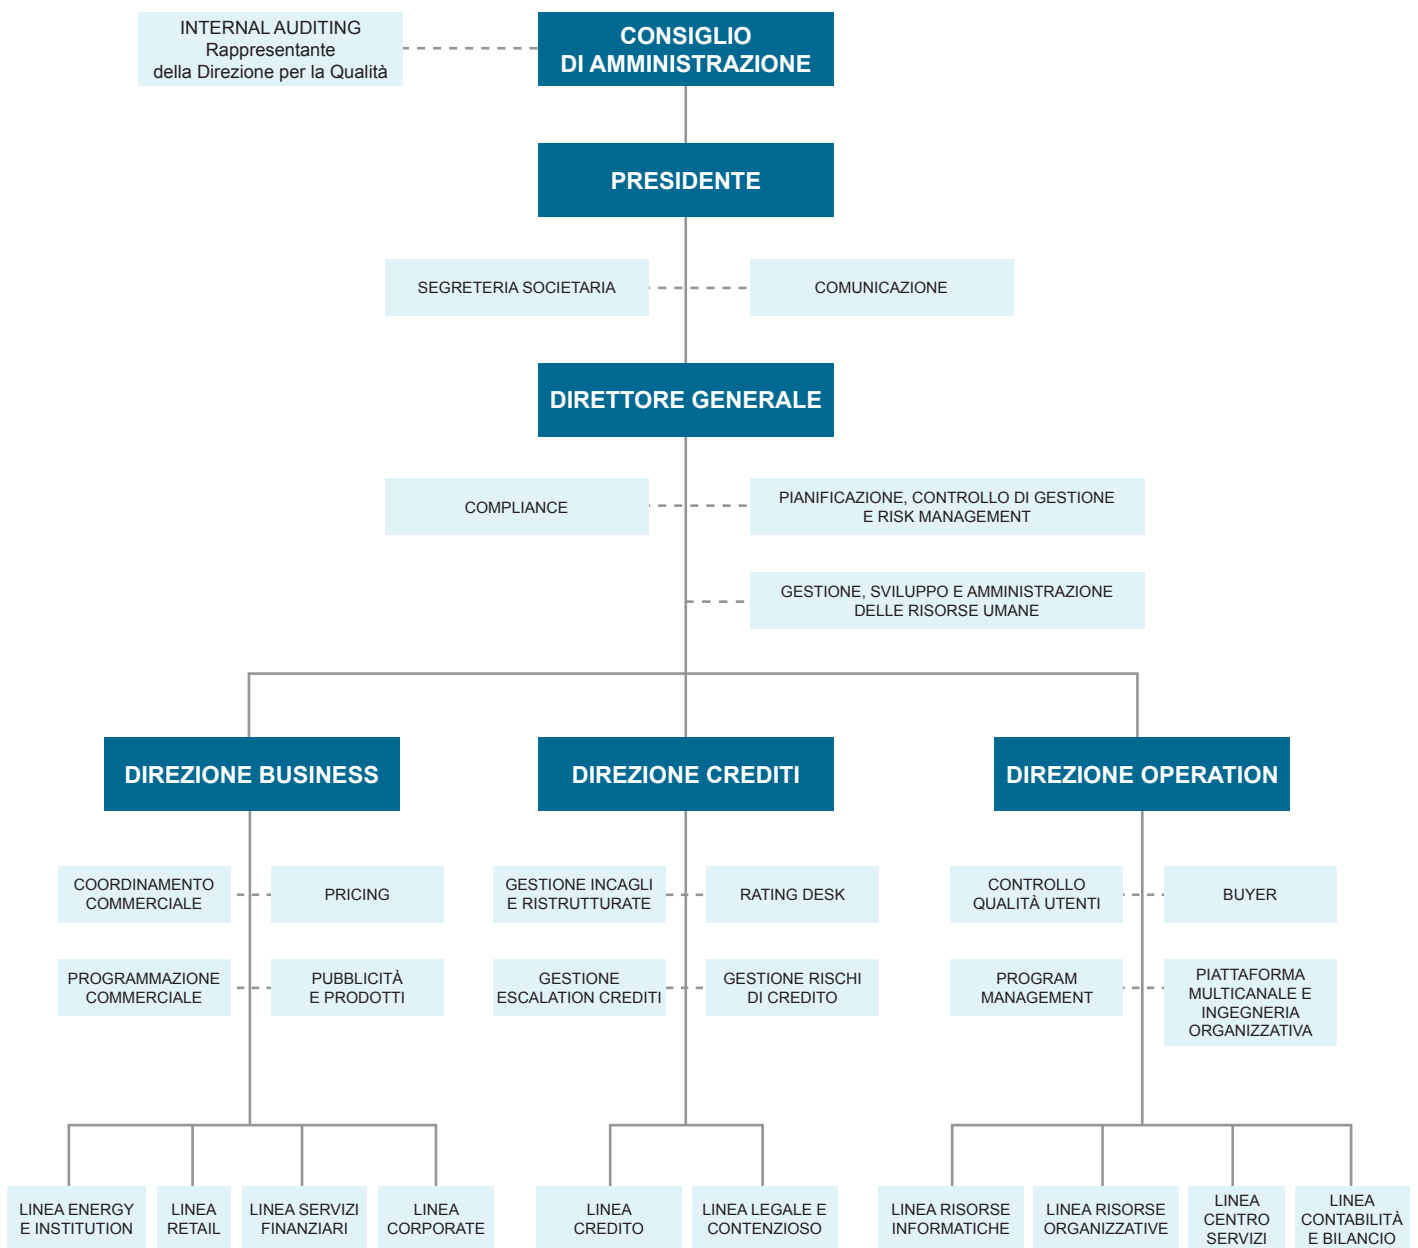 INTERNAL AUDITING
Rappresentante
della Direzione per la Qualità
CONSIGLIO
DI AMMINISTRAZIONE
PRESIDENTE
SEGRETERIA SOCIETARIA
COMUNICAZIONE
DIRETTORE GENERALE
COMPLIANCE
PIANIFICAZIONE, CONTROLLO DI GESTIONE
E RISK MANAGEMENT
GESTIONE, SVILUPPO E AMMINISTRAZIONE
DELLE RISORSE UMANE
DIREZIONE BUSINESS
DIREZIONE CREDITI
DIREZIONE OPERATION
COORDINAMENTO
COMMERCIALE
PRICING
GESTIONE INCAGLI
E RISTRUTTURATE
RATING DESK
CONTROLLO
QUALITÀ UTENTI
BUYER
PROGRAMMAZIONE
COMMERCIALE
PUBBLICITÀ
E PRODOTTI
GESTIONE
ESCALATION CREDITI
GESTIONE RISCHI
DI CREDITO
PROGRAM
MANAGEMENT
PIATTAFORMA
MULTICANALE E
INGEGNERIA
ORGANIZZATIVA
LINEA ENERGY
E INSTITUTION
LINEA
RETAIL
LINEA SERVIZI
FINANZIARI
LINEA
CORPORATE
LINEA
CREDITO
LINEA LEGALE E
CONTENZIOSO
LINEA RISORSE
INFORMATICHE
LINEA RISORSE
ORGANIZZATIVE
LINEA
CENTRO
SERVIZI
LINEA
CONTABILITÀ
E BILANCIO